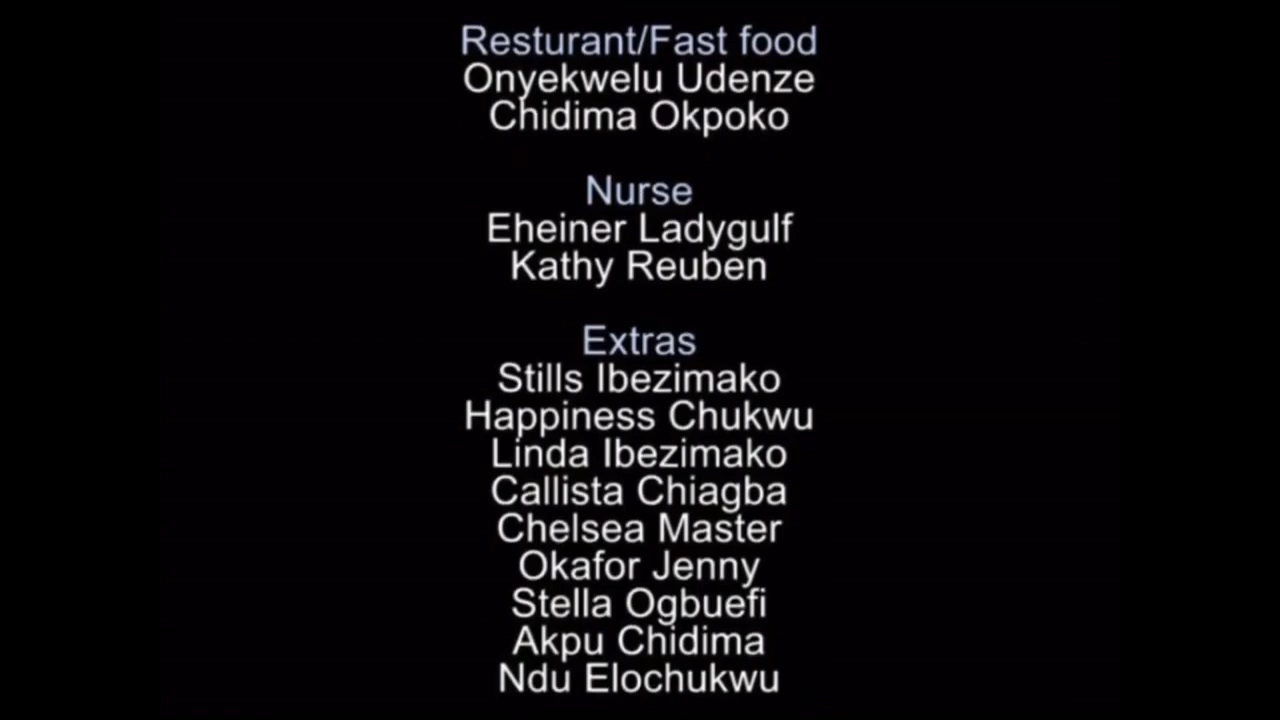 Resturant/Fast food
Onyekwelu Udenze
Chidima Okpoko
Nurse
Eheiner Ladygulf
Kathy Reuben
Extras
Stills Ibezimako
Happiness Chukwu
Linda Ibezimako
Callista Chiagba
Chelsea Master
Okafor Jenny
Stella Ogbuefi
Akpu Chidima
Ndu Elochukwu